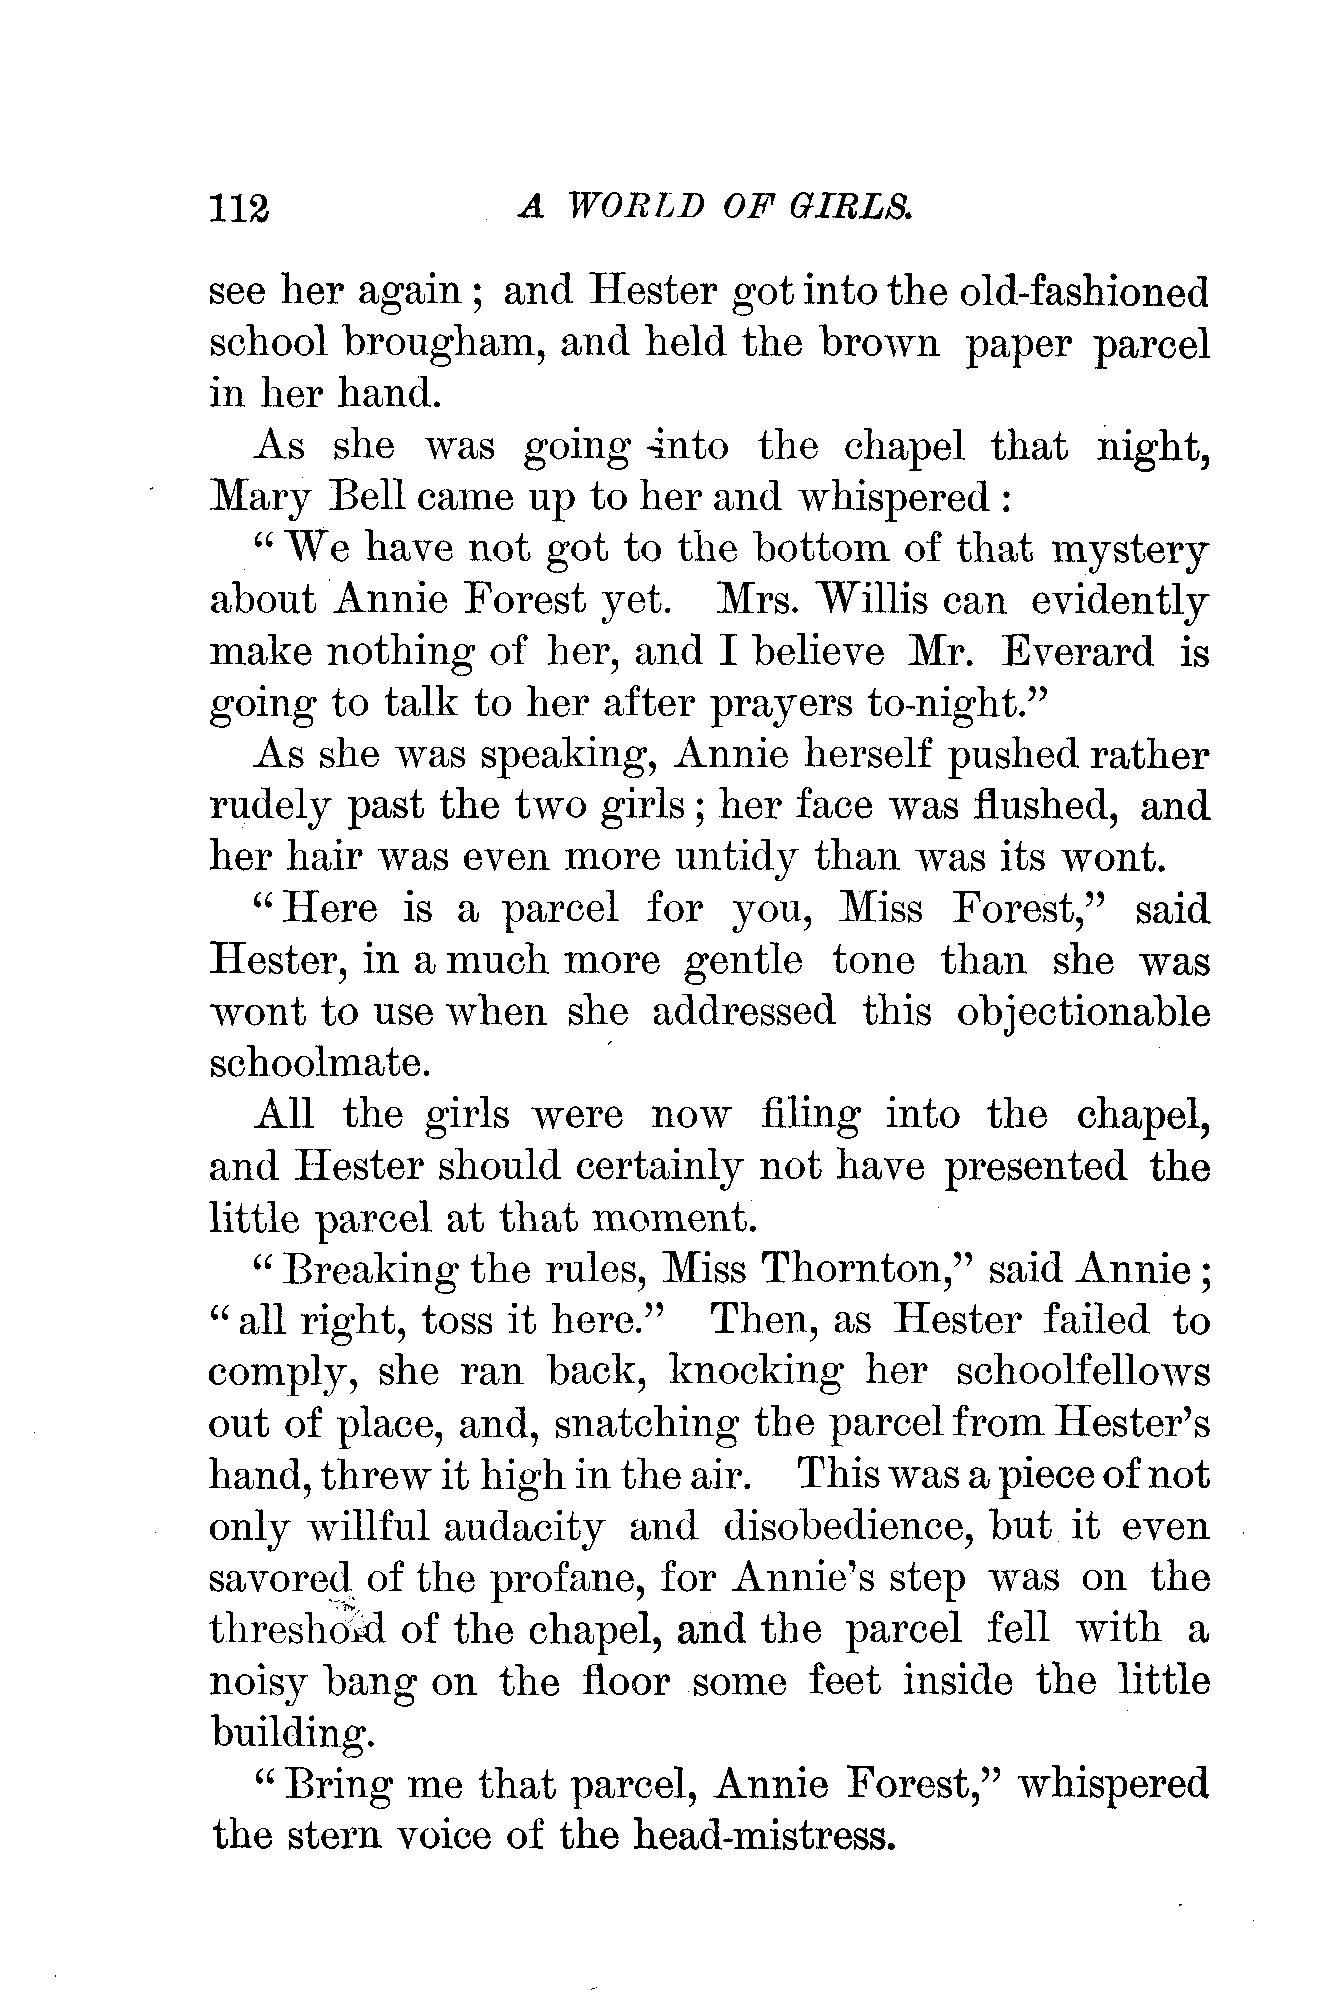 112 A WORLD OF GIRLS.
see her again; and Hester got into the old-fashioned
school brougham, and held the brown paper parcel
in her hand.
As she was going into the chapel that night,
Mary Bell came up to her and whispered:
“We have not got to the bottom of that mystery
about Annie Forest yet. Mrs. Willis can evidently
make nothing of her, and I believe Mr. Everard is
going to talk to her after prayers to-night.”
As she was speaking, Annie herself pushed rather
rudely past the two girls; her face was flushed, and
her hair was even more untidy than was its wont.
“Here is a parcel for you, Miss Forest,” said
Hester, in a much more gentle tone than she was
wont to use when she addressed this objectionable
schoolmate.
All the girls were now filing into the chapel,
and Hester should certainly not have presented the
little parcel at that moment.
“Breaking the rules, Miss Thornton,” said Annie;
“all right, toss it here.” Then, as Hester failed to
comply, she ran back, knocking her schoolfellows
out of place, and, snatching the parcel from Hester’s
hand, threw it high in the air. This was a piece of not
only willful audacity and disobedience, but it even
savored of the profane, for Annie’s step was on the
threshold of the chapel, and the parcel fell with a
noisy bang on the floor some feet inside the little
building.
“Bring me that parcel, Annie Forest,” whispered
the stern voice of the head-mistress.